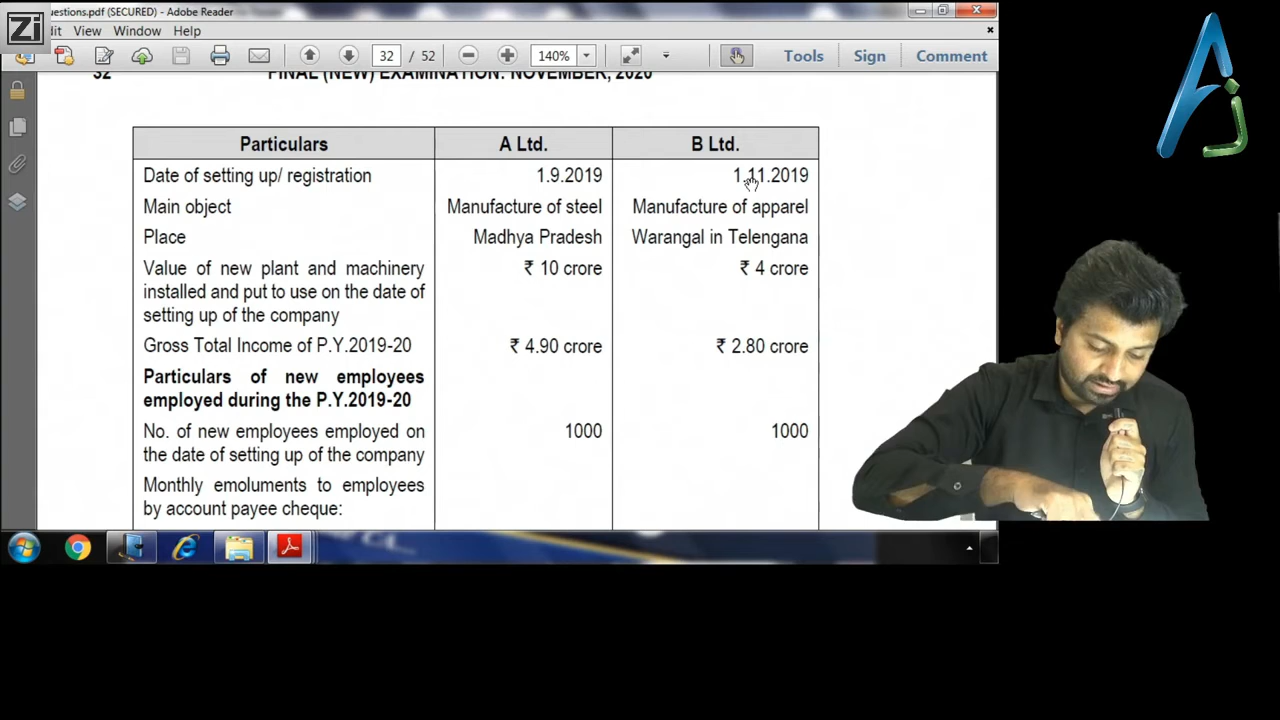 uestions.pdf (SECURED) - Adobe Reader
Zi
dit View Window Help
32 / 52
140%
Tools Sign Comment
32 FINAL (NEW) EXAMINATION: NOVEMBER, 2020
Particulars A Ltd. B Ltd.
Date of setting up/ registration 1.9.2019 1.11.2019
Main object Manufacture of steel Manufacture of apparel
Place Madhya Pradesh Warangal in Telengana
Value of new plant and machinery ₹ 10 crore ₹ 4 crore
installed and put to use on the date of
setting up of the company
Gross Total Income of P.Y.2019-20 ₹ 4.90 crore ₹ 2.80 crore
Particulars of new employees
employed during the P.Y.2019-20
No. of new employees employed on 1000 1000
the date of setting up of the company
Monthly emoluments to employees
by account payee cheque: